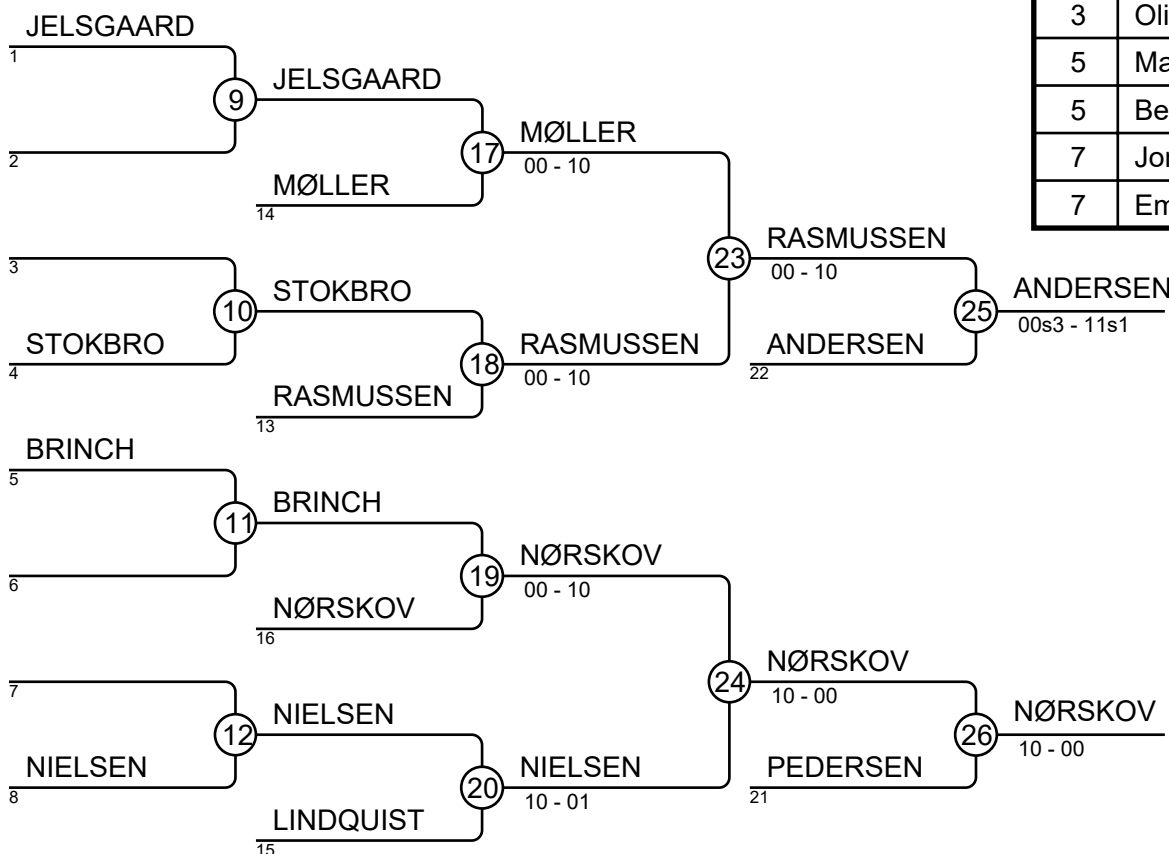 JELSGAARD
1
9
JELSGAARD
2
17
MØLLER
00 - 10
MØLLER
14
3
23
RASMUSSEN
00 - 10
10
STOKBRO
STOKBRO
4
18
RASMUSSEN
00 - 10
RASMUSSEN
13
25
ANDERSEN
00s3 - 11s1
ANDERSEN
22
BRINCH
5
11
BRINCH
6
19
NØRSKOV
00 - 10
NØRSKOV
16
7
24
NØRSKOV
10 - 00
12
NIELSEN
NIELSEN
8
20
NIELSEN
10 - 01
LINDQUIST
15
26
NØRSKOV
10 - 00
PEDERSEN
21
3
5
5
7
7